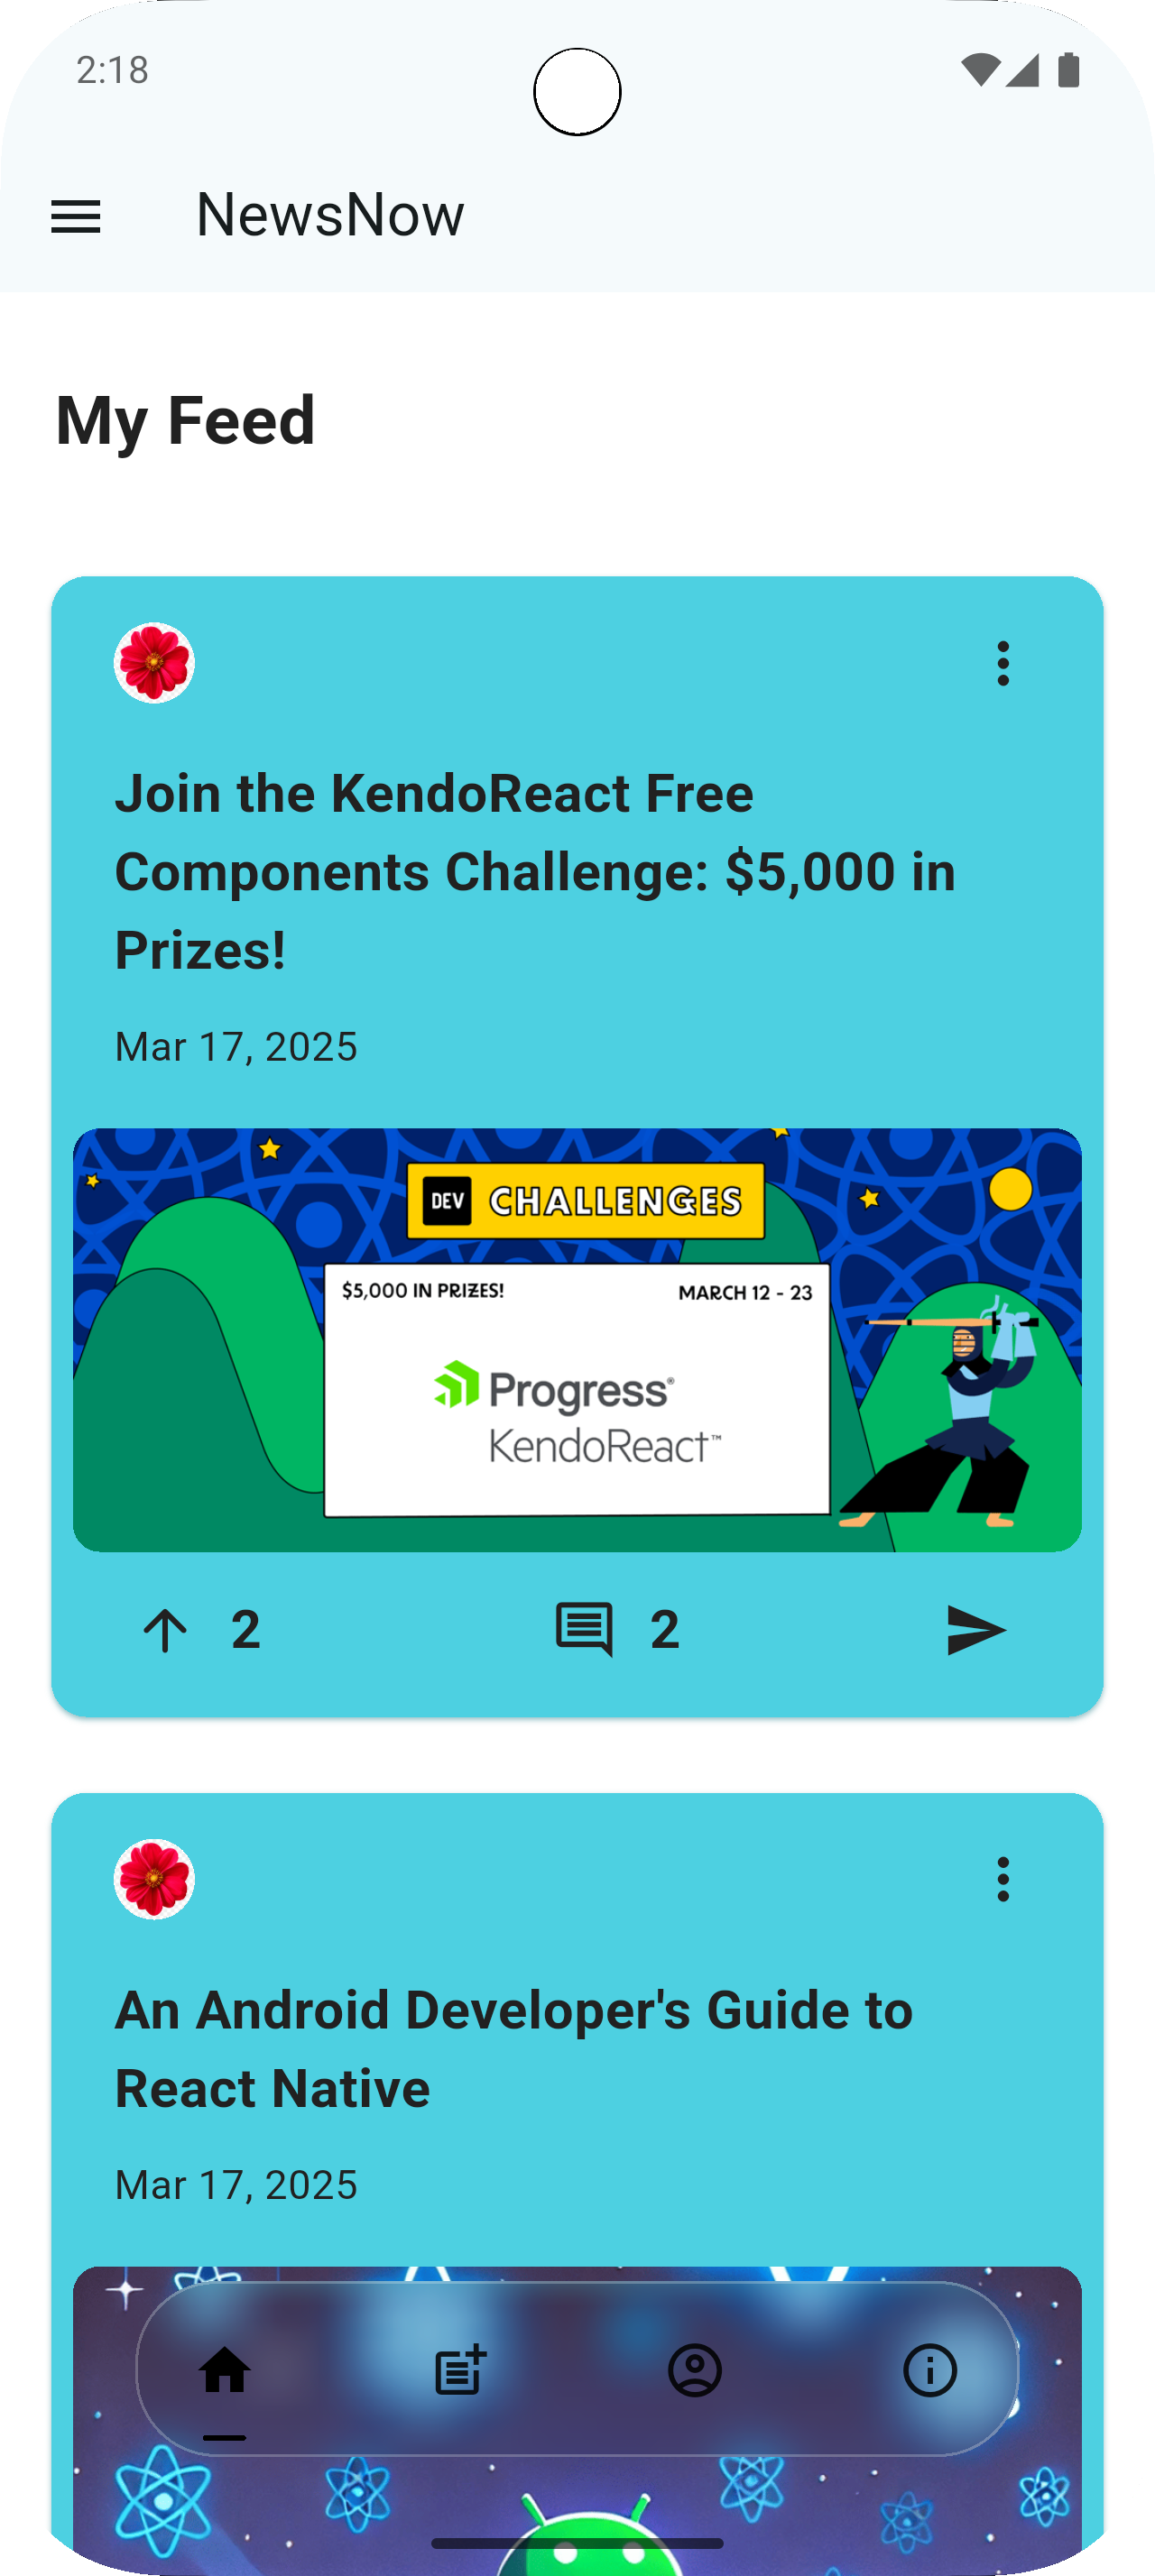 2:18
NewsNow
My Feed
Join the KendoReact Free
Components Challenge: $5,000 in
Prizes!
Mar 17, 2025
DEV CHALLENGES
$5,000 IN PRIZES! MARCH 12 - 23
Progress®
KendoReact™
2 2
An Android Developer's Guide to
React Native
Mar 17, 2025